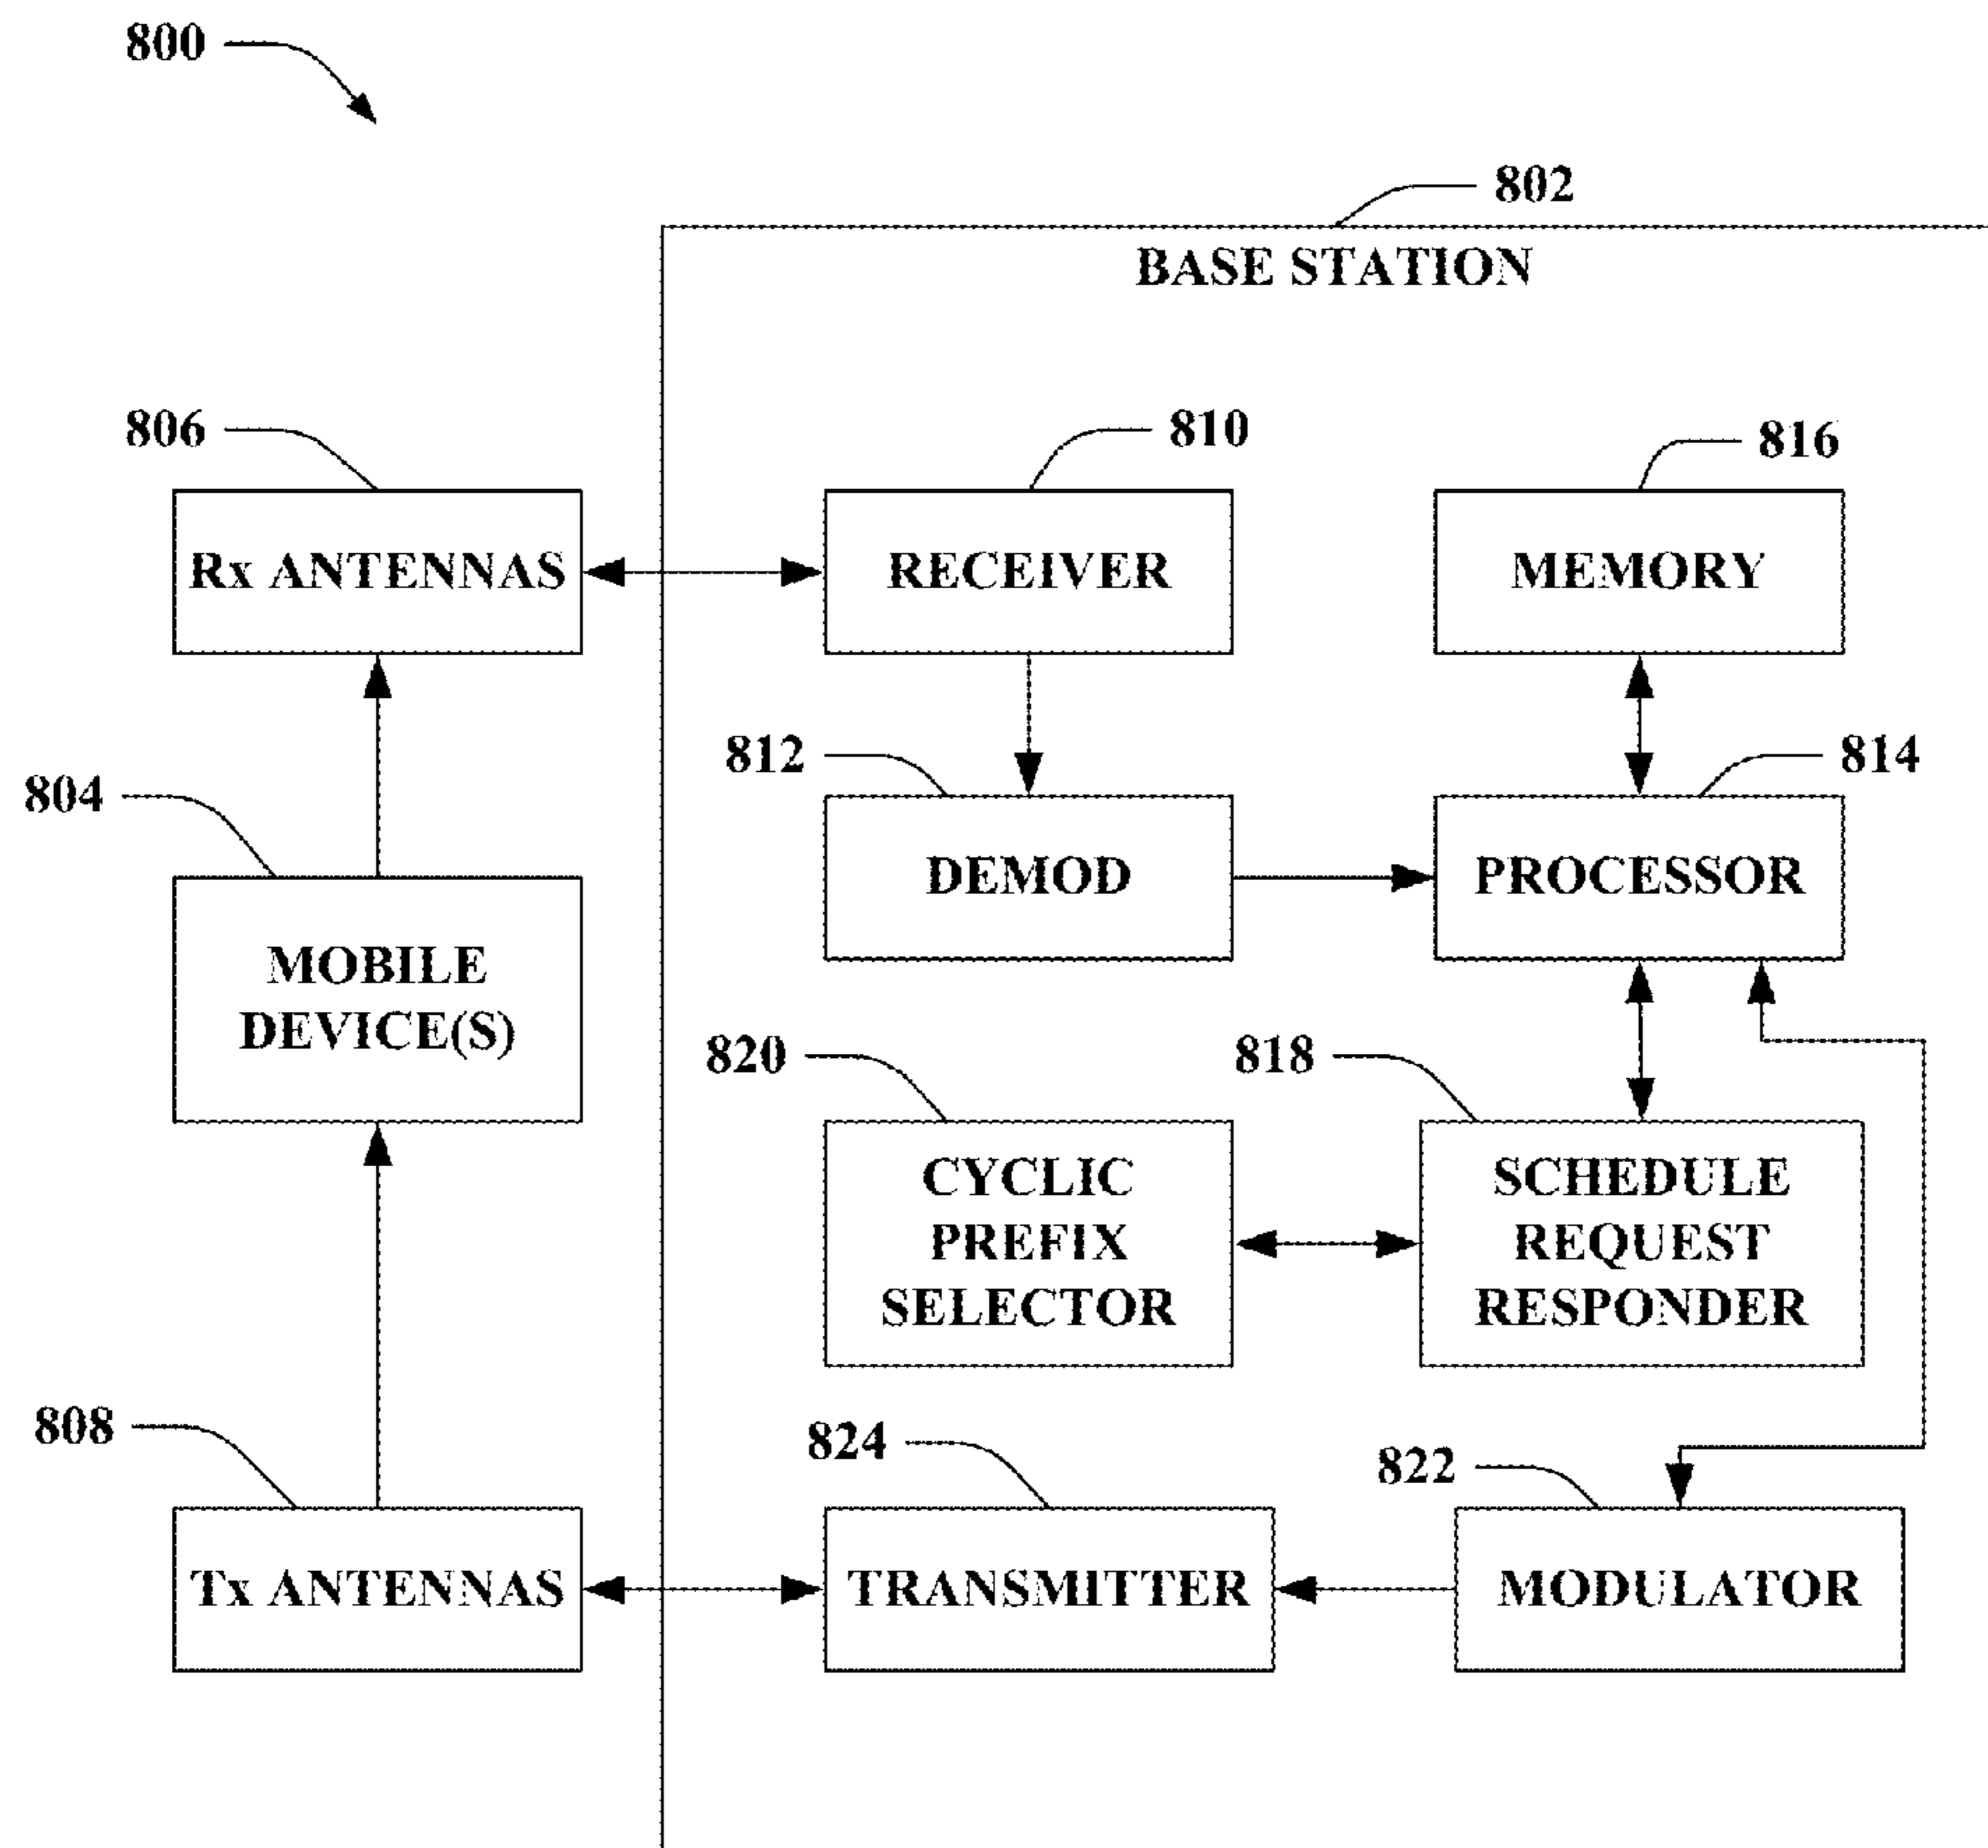 800
802
BASE STATION
806
810
816
Rx ANTENNAS
RECEIVER
MEMORY
812
814
804
DEMOD
PROCESSOR
MOBILE
DEVICE(S)
820
818
CYCLIC
PREFIX
SELECTOR
SCHEDULE
REQUEST
RESPONDER
808
824
822
Tx ANTENNAS
TRANSMITTER
MODULATOR